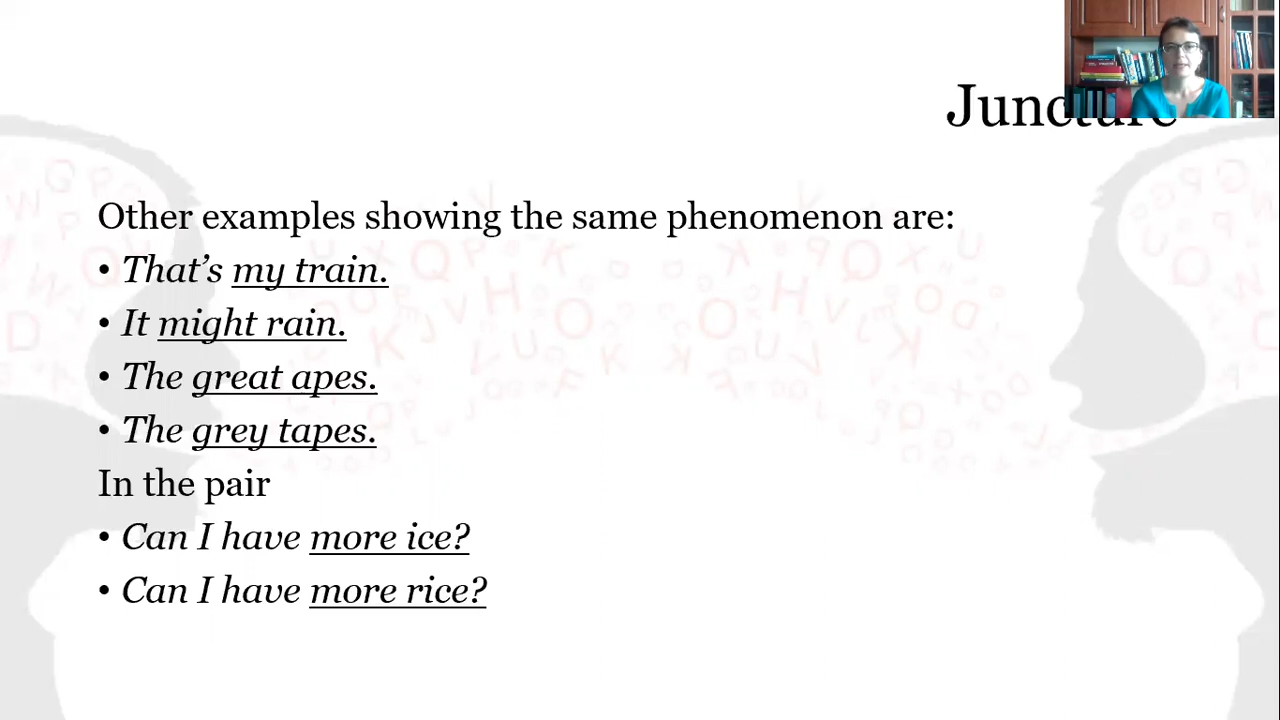 Juncture
Other examples showing the same phenomenon are:
• That’s my train.
• It might rain.
• The great apes.
• The grey tapes.
In the pair
• Can I have more ice?
• Can I have more rice?